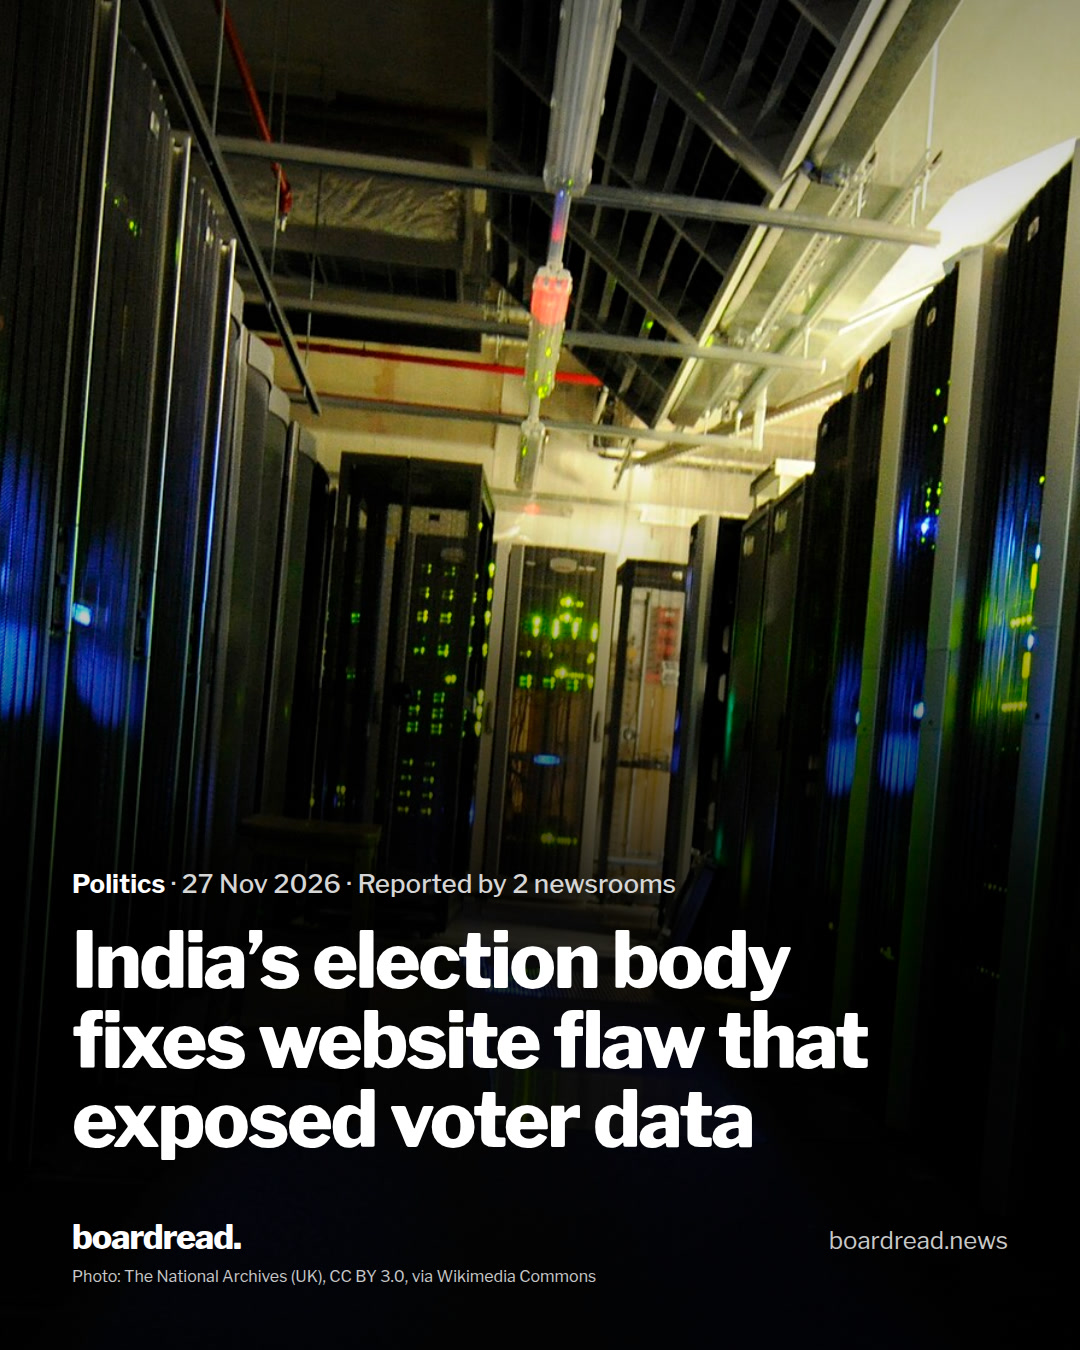 Politics · 27 Nov 2026 · Reported by 2 newsrooms
India’s election body
fixes website flaw that
exposed voter data
boardread.
boardread.news
Photo: The National Archives (UK), CC BY 3.0, via Wikimedia Commons